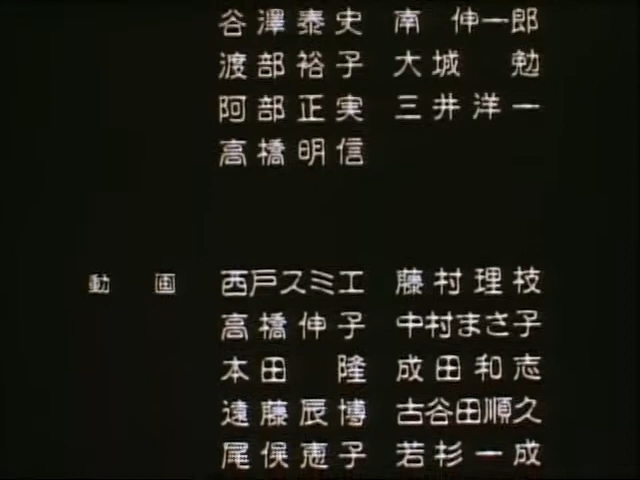 谷澤泰史 南伸一郎
渡部裕子 大城勉
阿部正実 三井洋一
高橋明信
動画 西戸スミエ 藤村理枝
高橋伸子 中村まさ子
本田隆 成田和志
遠藤辰博 古谷田順久
尾俣恵子 若杉一成